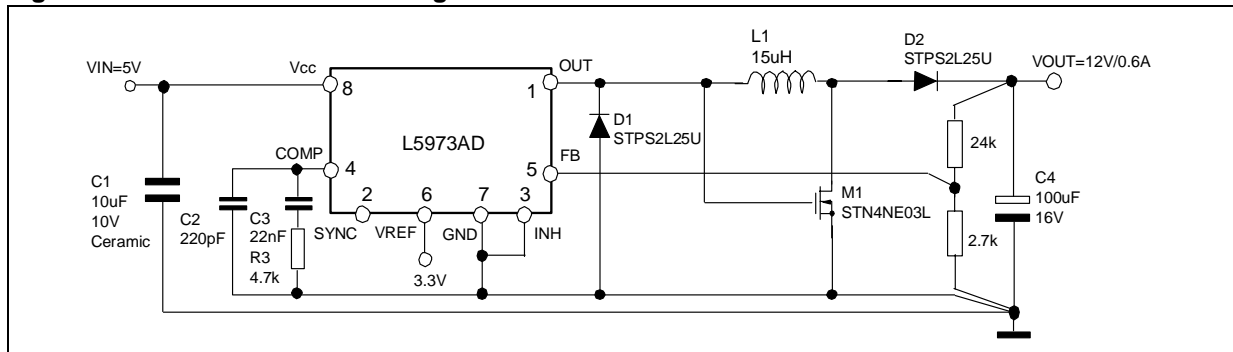 L1
15uH
D2
STPS2L25U
VOUT=12V/0.6A
VIN=5V
Vcc
8
OUT
1
D1
STPS2L25U
L5973AD
COMP
4
FB
5
24k
C1
10uF
10V
Ceramic
C2
220pF
C3
22nF
R3
4.7k
2
SYNC
6
VREF
3.3V
7
GND
3
INH
M1
STN4NE03L
2.7k
C4
100uF
16V